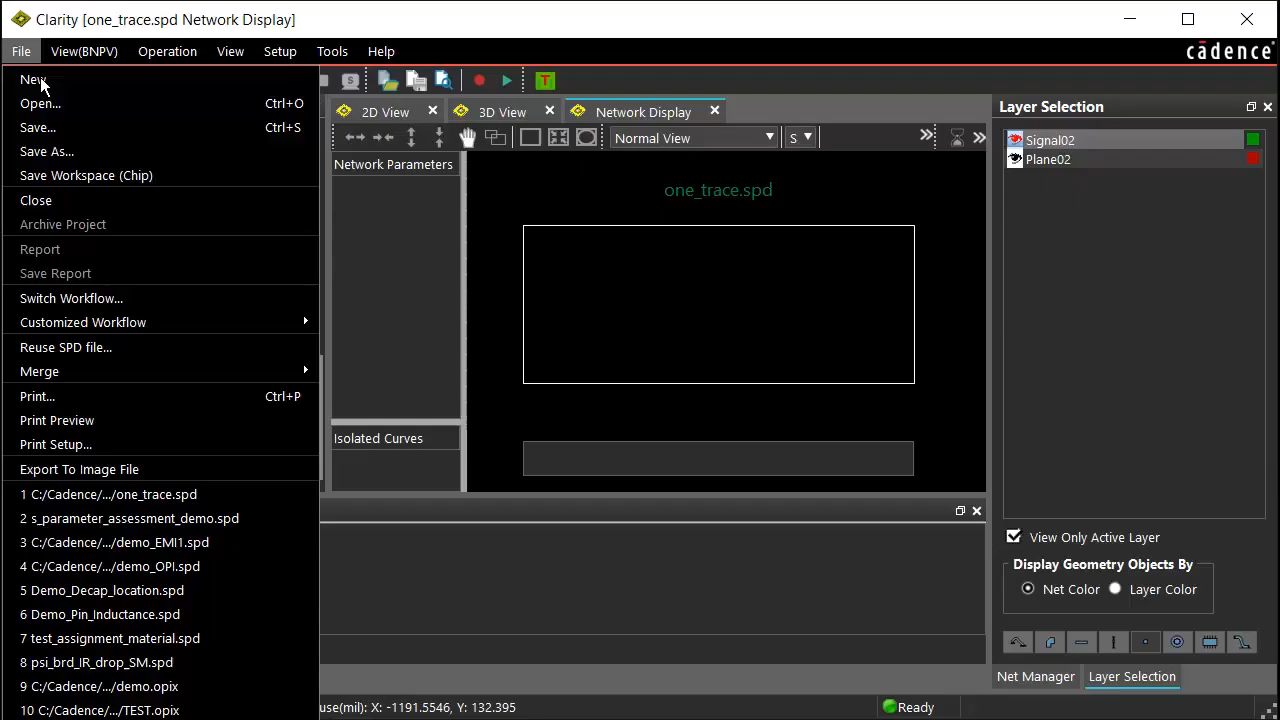 Clarity [one_trace.spd Network Display]
File View(BNPV) Operation View Setup Tools Help
cādence
New
Open... Ctrl+O
Save... Ctrl+S
Save As...
Save Workspace (Chip)
Close
Archive Project
Report
Save Report
Switch Workflow...
Customized Workflow
Reuse SPD file...
Merge
Print... Ctrl+P
Print Preview
Print Setup...
Export To Image File
1 C:/Cadence/.../one_trace.spd
2 s_parameter_assessment_demo.spd
3 C:/Cadence/.../demo_EMI1.spd
4 C:/Cadence/.../demo_OPI.spd
5 Demo_Decap_location.spd
6 Demo_Pin_Inductance.spd
7 test_assignment_material.spd
8 psi_brd_IR_drop_SM.spd
9 C:/Cadence/.../demo.opix
10 C:/Cadence/.../TEST.opix
S T
2D View 3D View Network Display
Normal View S
Network Parameters
one_trace.spd
Isolated Curves
Layer Selection
Signal02
Plane02
View Only Active Layer
Display Geometry Objects By
Net Color Layer Color
Net Manager Layer Selection
use(mil): X: -1191.5546, Y: 132.395 Ready